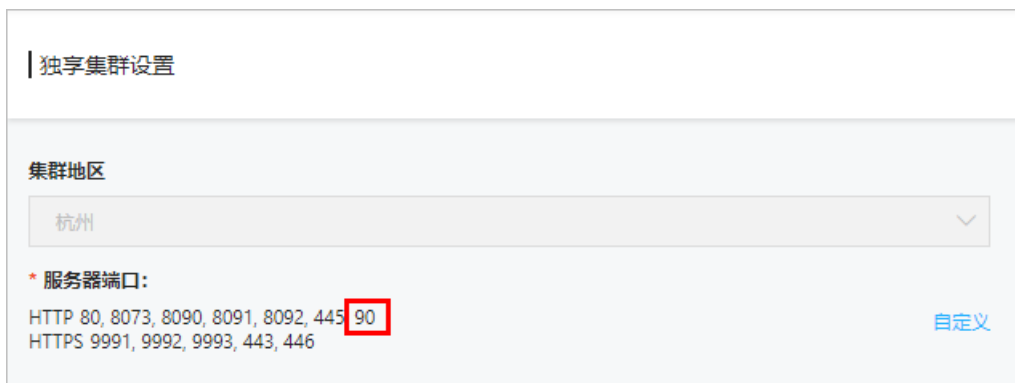 独享集群设置
集群地区
杭州
* 服务器端口：
HTTP 80, 8073, 8090, 8091, 8092, 445, 90
自定义
HTTPS 9991, 9992, 9993, 443, 446